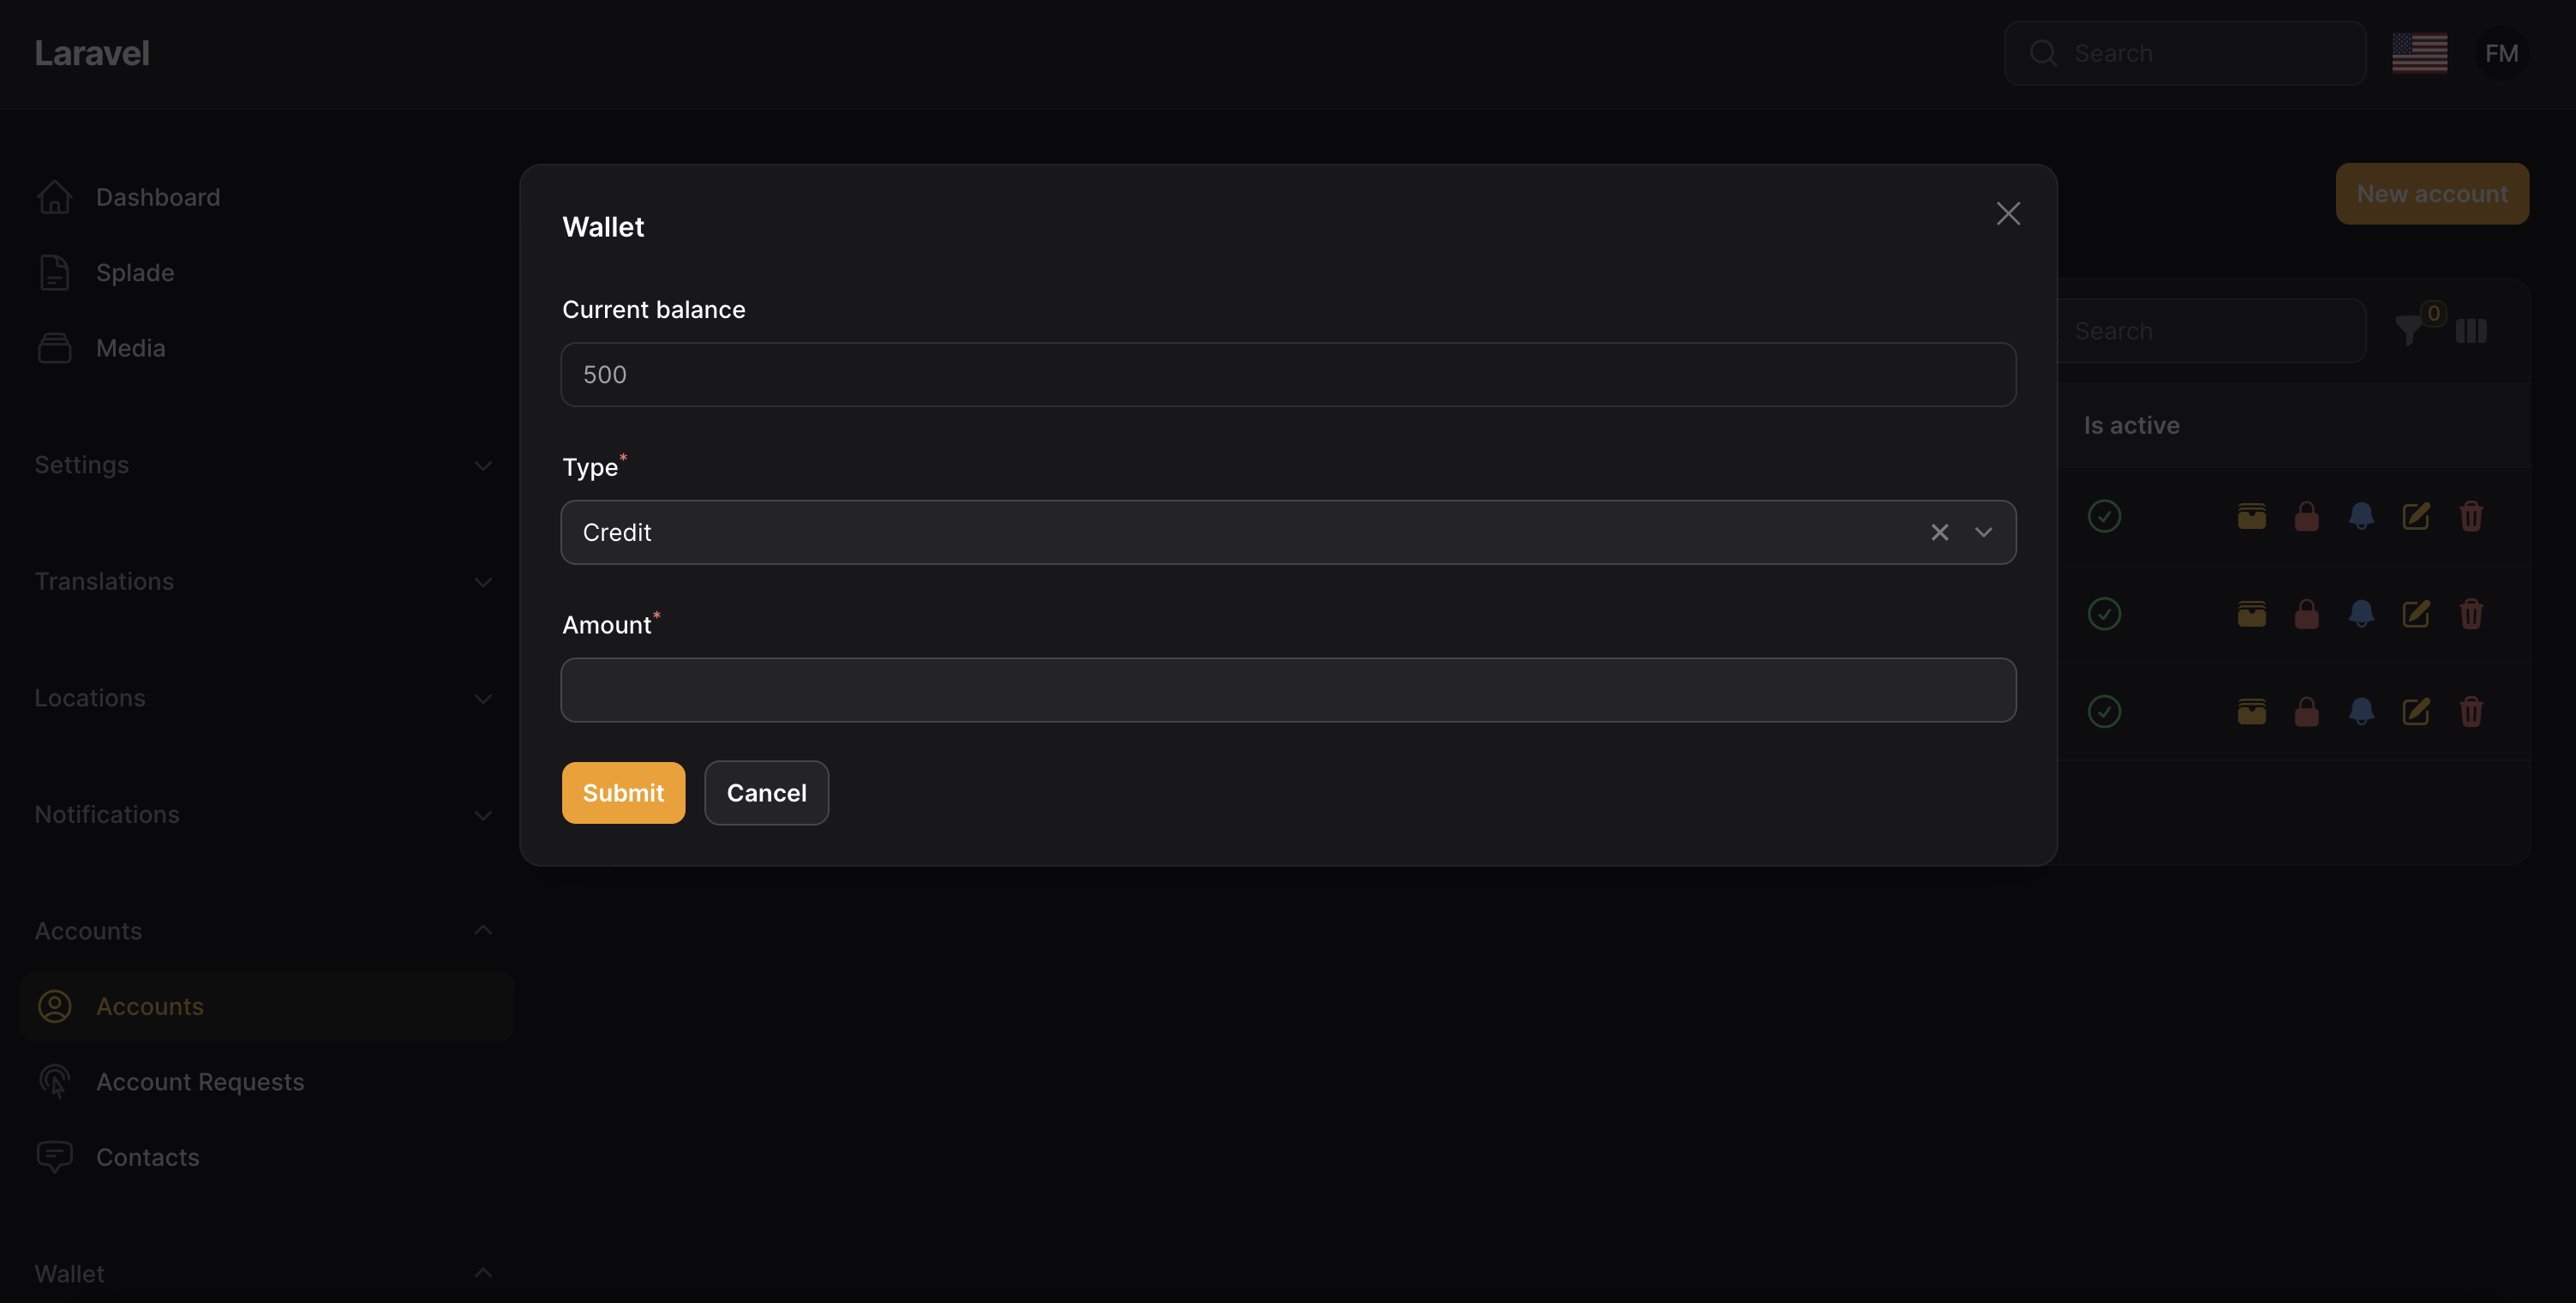 Laravel
Search
FM
Dashboard
Splade
Media
Settings
Translations
Locations
Notifications
Accounts
Accounts
Account Requests
Contacts
Wallet
New account
Search
0
Is active
Wallet
Current balance
500
Type*
Credit
Amount*
Submit
Cancel